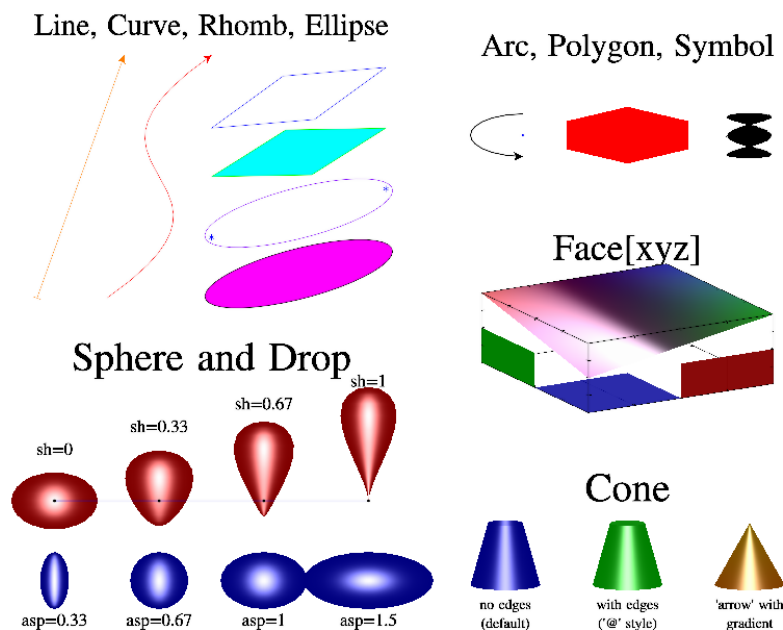 Line, Curve, Rhomb, Ellipse
Arc, Polygon, Symbol
Face[xyz]
Sphere and Drop
sh=0
sh=0.33
sh=0.67
sh=1
asp=0.33
asp=0.67
asp=1
asp=1.5
Cone
no edges
(default)
with edges
('@' style)
'arrow' with
gradient